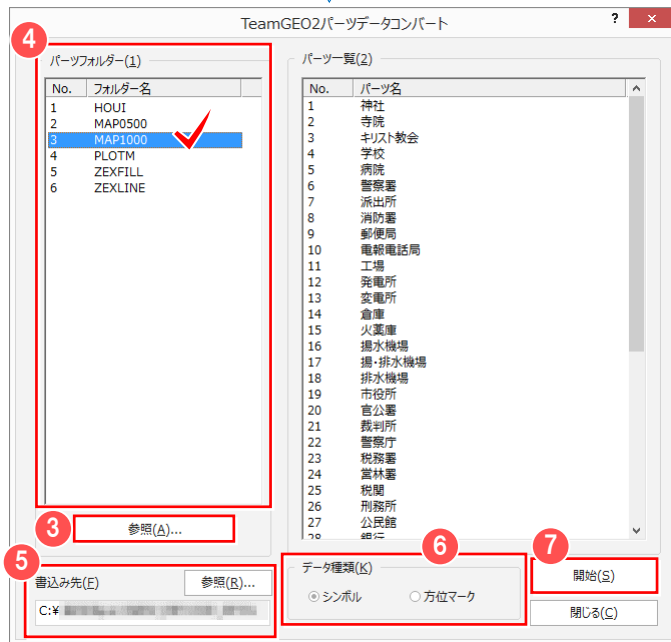 TeamGEO2パーツデータコンバート
?
×
4
パーツフォルダー(1)
No. フォルダー名
1 HOUI
2 MAP0500
3 MAP1000
4 PLOTM
5 ZEXFILL
6 ZEXLINE
3
参照(A)...
5
書込み先(F)
参照(R)...
C:¥
パーツ一覧(2)
No. パーツ名
1 神社
2 寺院
3 キリスト教会
4 学校
5 病院
6 警察署
7 派出所
8 消防署
9 郵便局
10 電報電話局
11 工場
12 発電所
13 変電所
14 倉庫
15 火薬庫
16 揚水機場
17 揚・排水機場
18 排水機場
19 市役所
20 官公署
21 裁判所
22 警察庁
23 税務署
24 営林署
25 税関
26 刑務所
27 公民館
28 銀行
6
データ種類(K)
シンボル
方位マーク
7
開始(S)
閉じる(C)